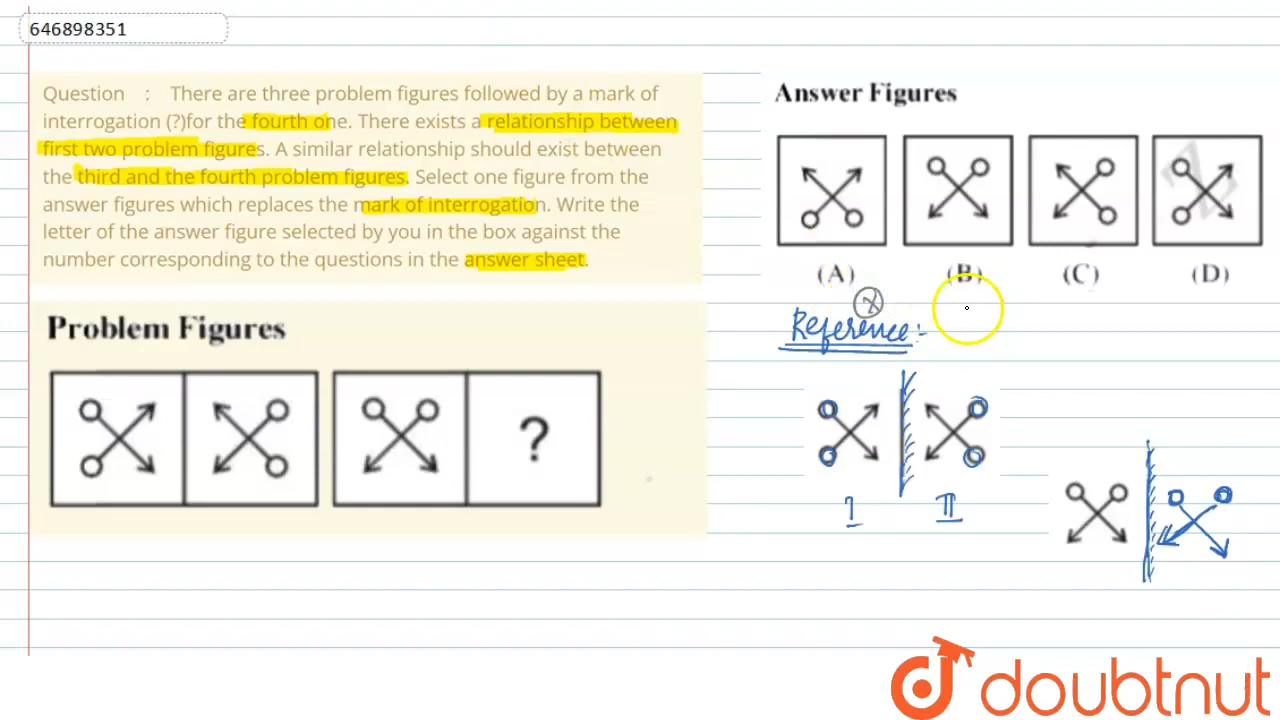 646898351
Question : There are three problem figures followed by a mark of
interrogation (?)for the fourth one. There exists a relationship between
first two problem figures. A similar relationship should exist between
the third and the fourth problem figures. Select one figure from the
answer figures which replaces the mark of interrogation. Write the
letter of the answer figure selected by you in the box against the
number corresponding to the questions in the answer sheet.
Problem Figures
?
Answer Figures
(A) (B) (C) (D)
Reference:-
I II
doubtnut